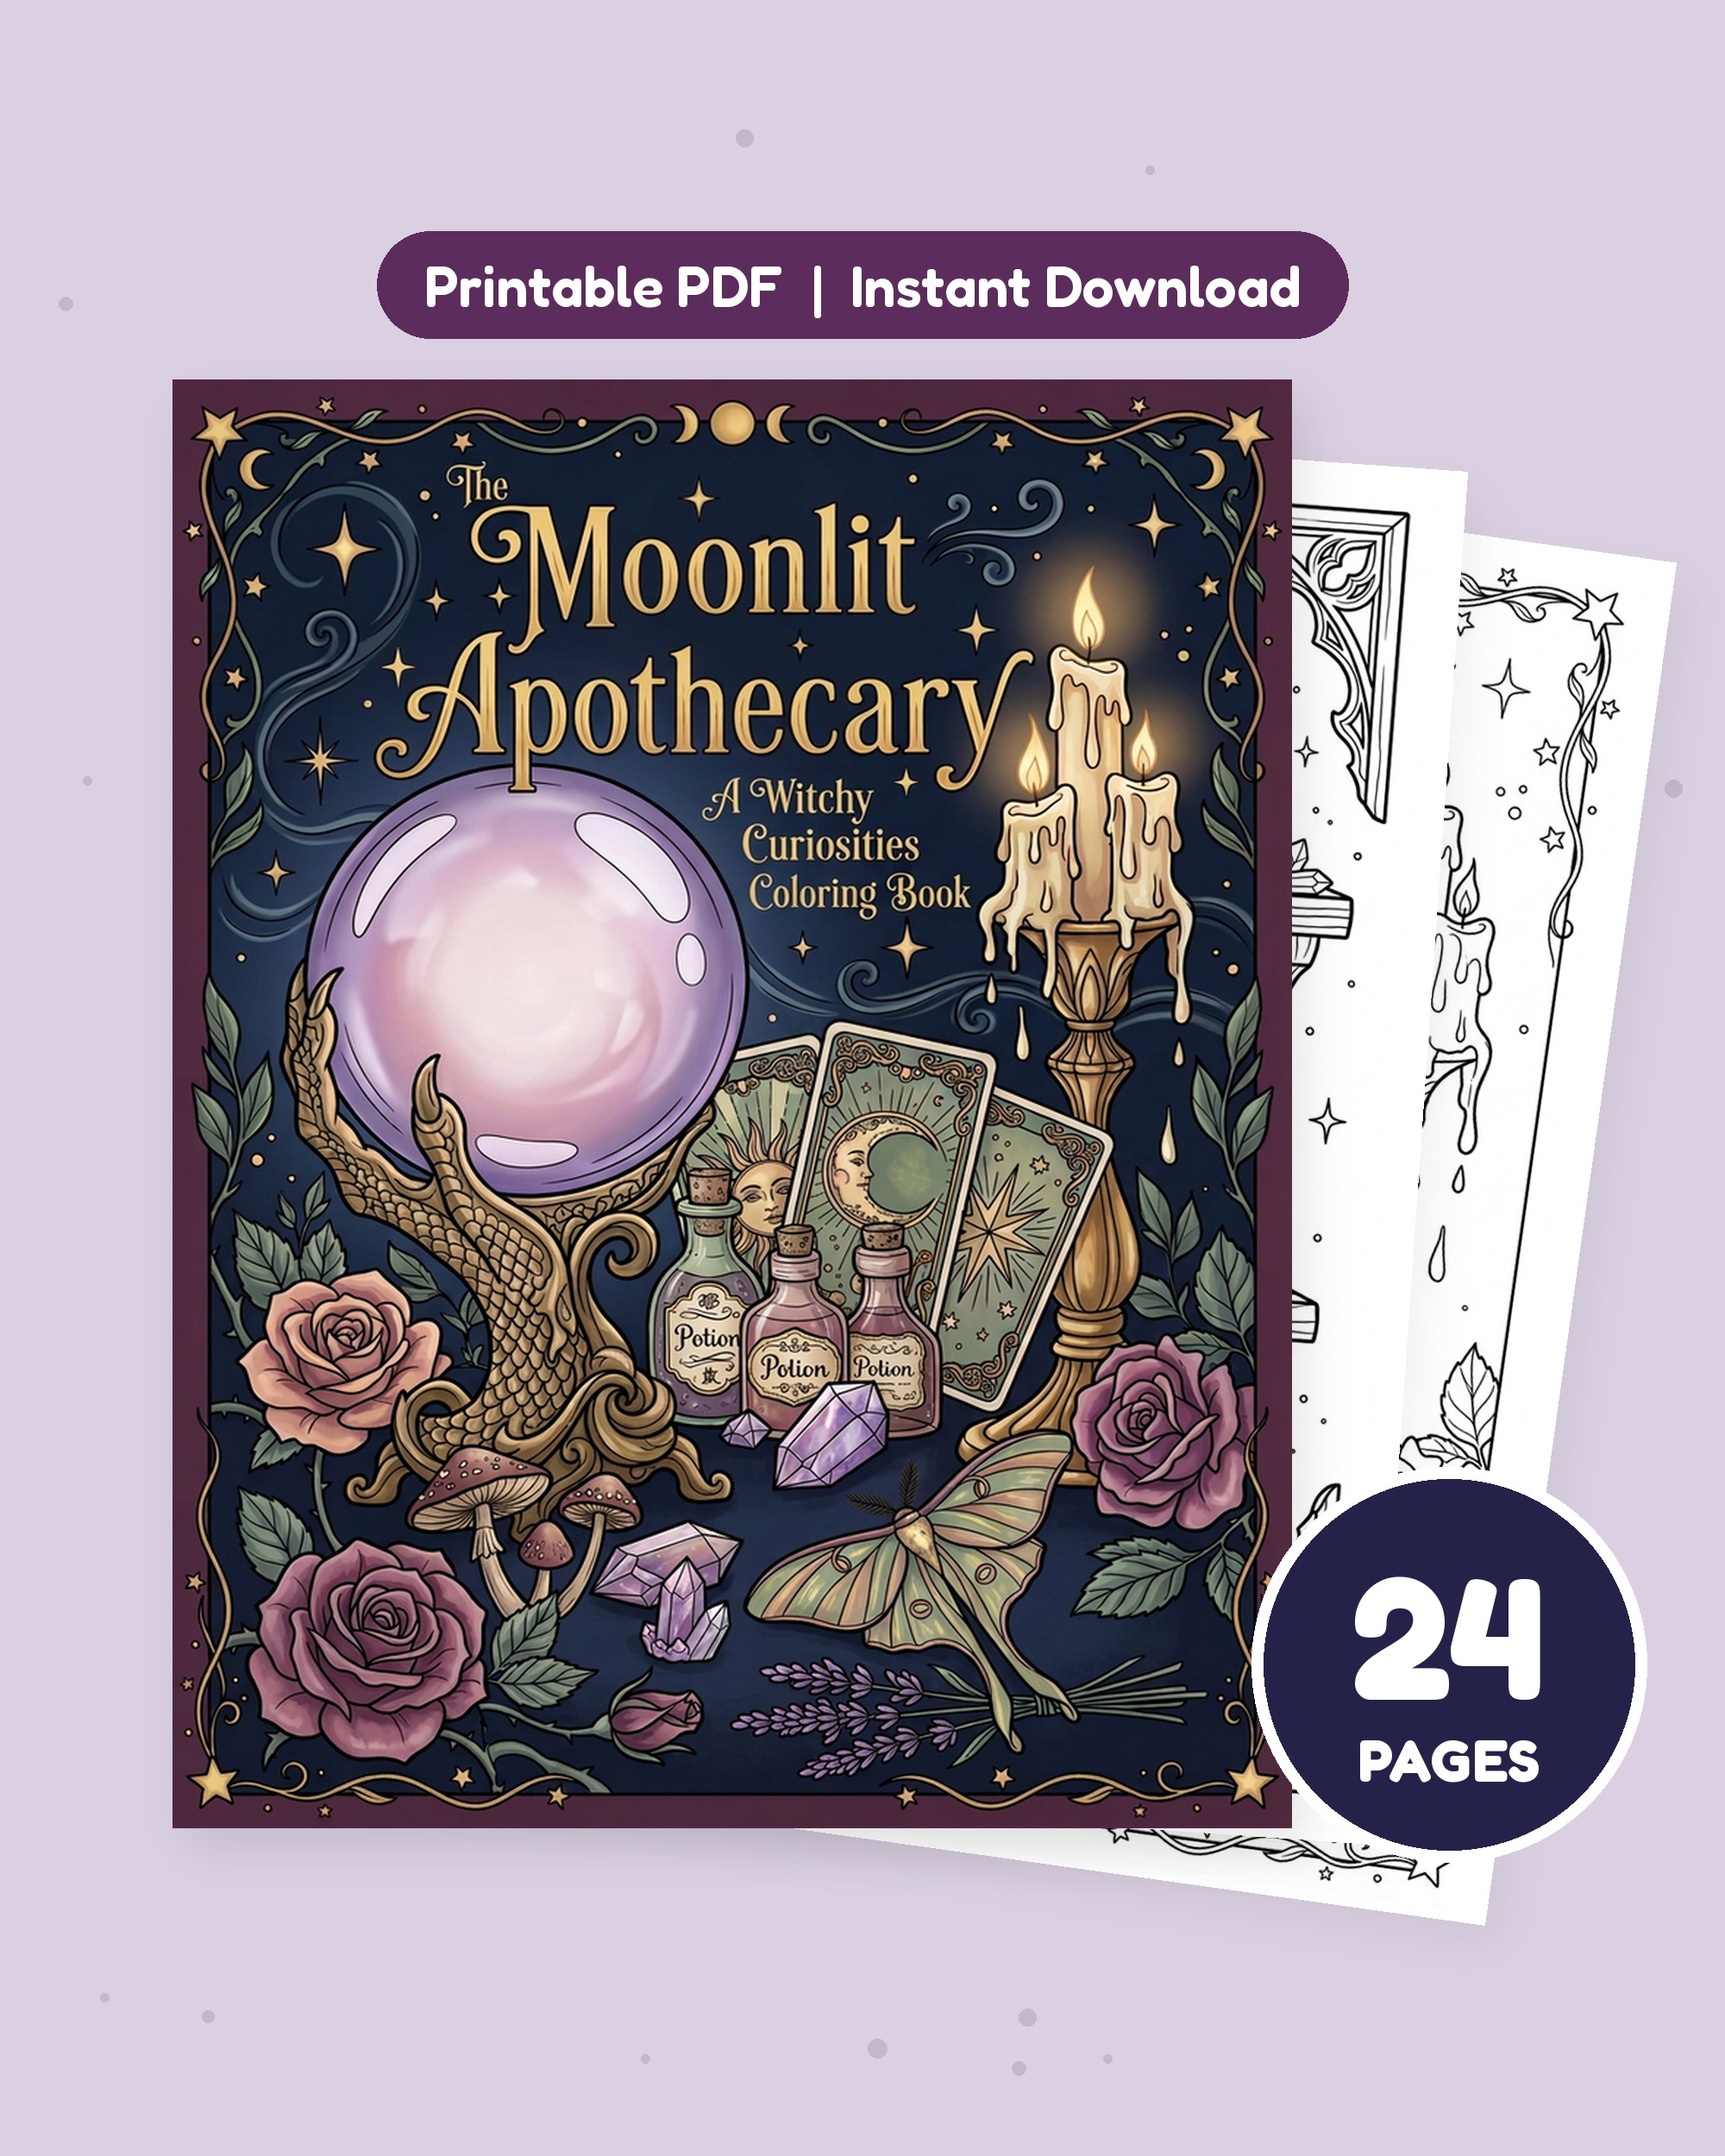 Printable PDF | Instant Download
The
Moonlit
Apothecary
A Witchy
Curiosities
Coloring Book
Potion
Potion
Potion
24
PAGES